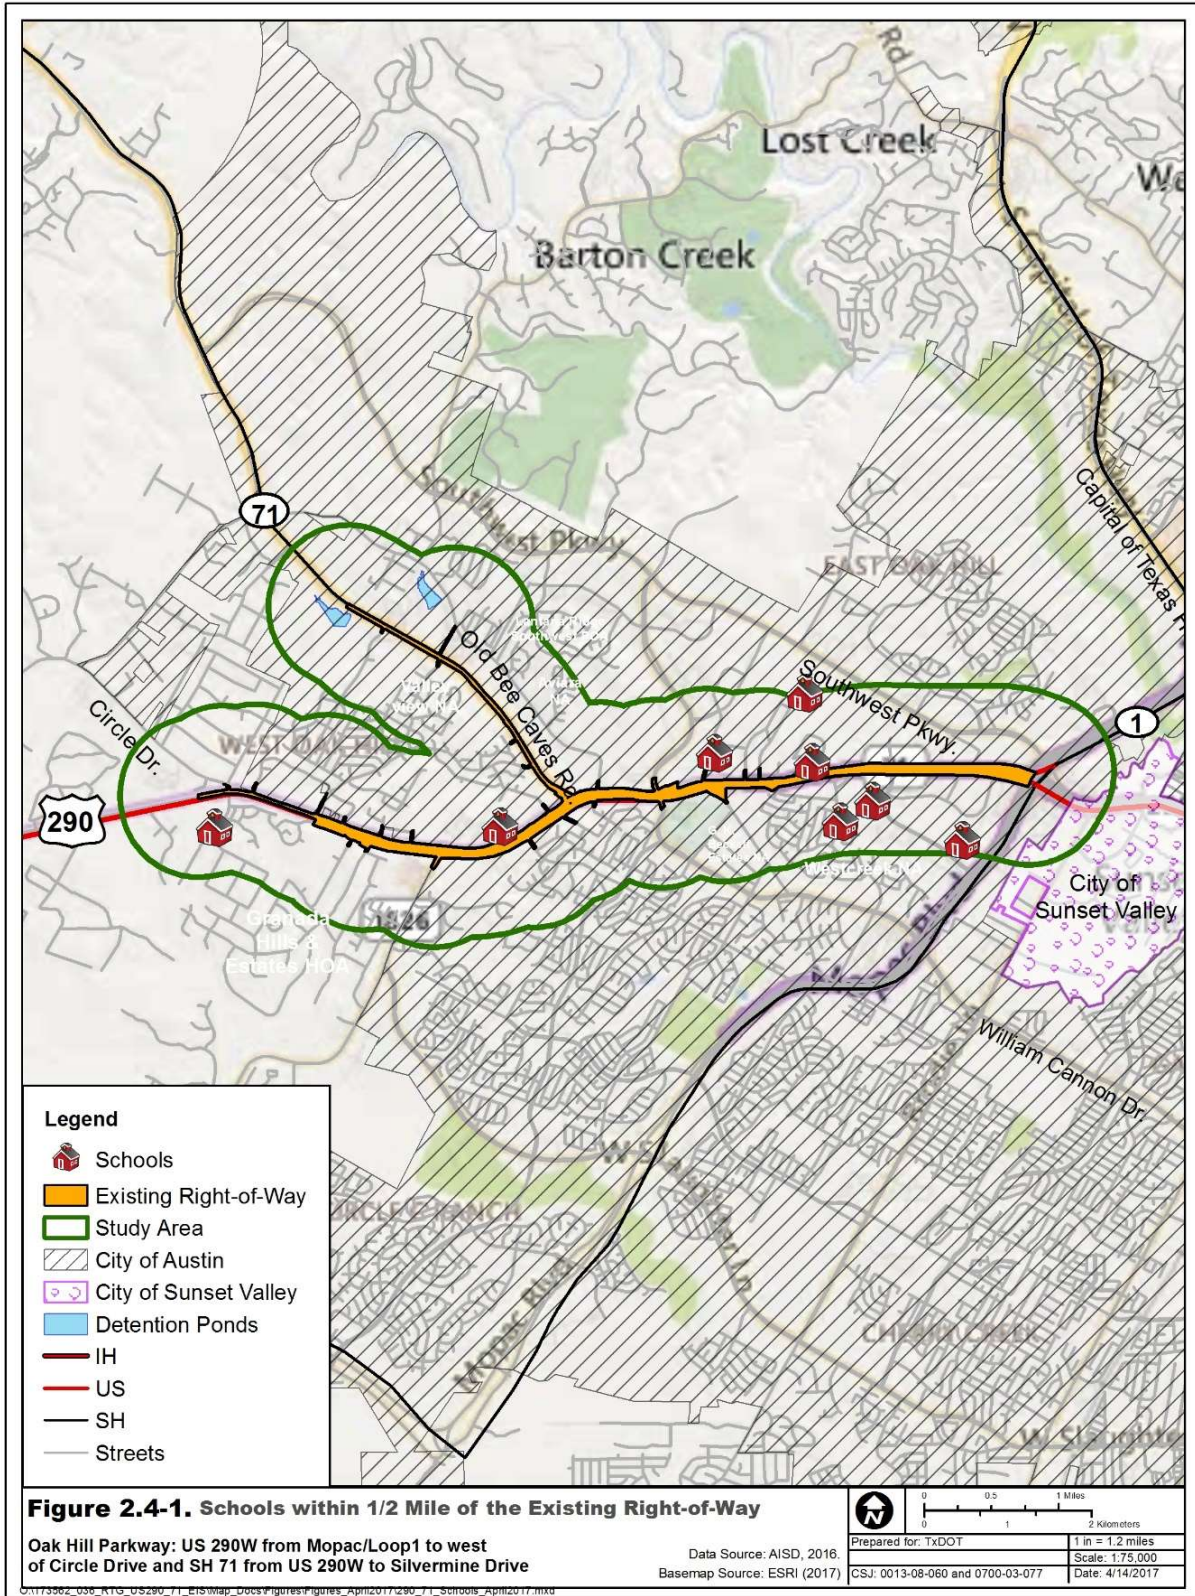 Rd
Lost Creek
We
Barton Creek
S Capital of
Capital of Texas H
71
Southwest Pkwy
EAST OAK HILL
Old Bee Caves Rd
Southwest Pkwy.
Circle Dr.
WEST OAK HILL
1
290
Westcreek NA
City of
Sunset Valley
1826
Granada
Hills &
Estates HOA
Mopac Blvd
William Cannon Dr.
W Slaughter Ln
CIRCLE C RANCH
Mopac Blvd
CHERRY CREEK
W Slaughte
Legend
Schools
Existing Right-of-Way
Study Area
City of Austin
City of Sunset Valley
Detention Ponds
IH
US
SH
Streets
Figure 2.4-1. Schools within 1/2 Mile of the Existing Right-of-Way
Oak Hill Parkway: US 290W from Mopac/Loop1 to west
of Circle Drive and SH 71 from US 290W to Silvermine Drive
Data Source: AISD, 2016.
Basemap Source: ESRI (2017)
N
0 0.5 1 Miles
0 1 2 Kilometers
Prepared for: TxDOT
1 in = 1.2 miles
Scale: 1:75,000
CSJ: 0013-08-060 and 0700-03-077
Date: 4/14/2017